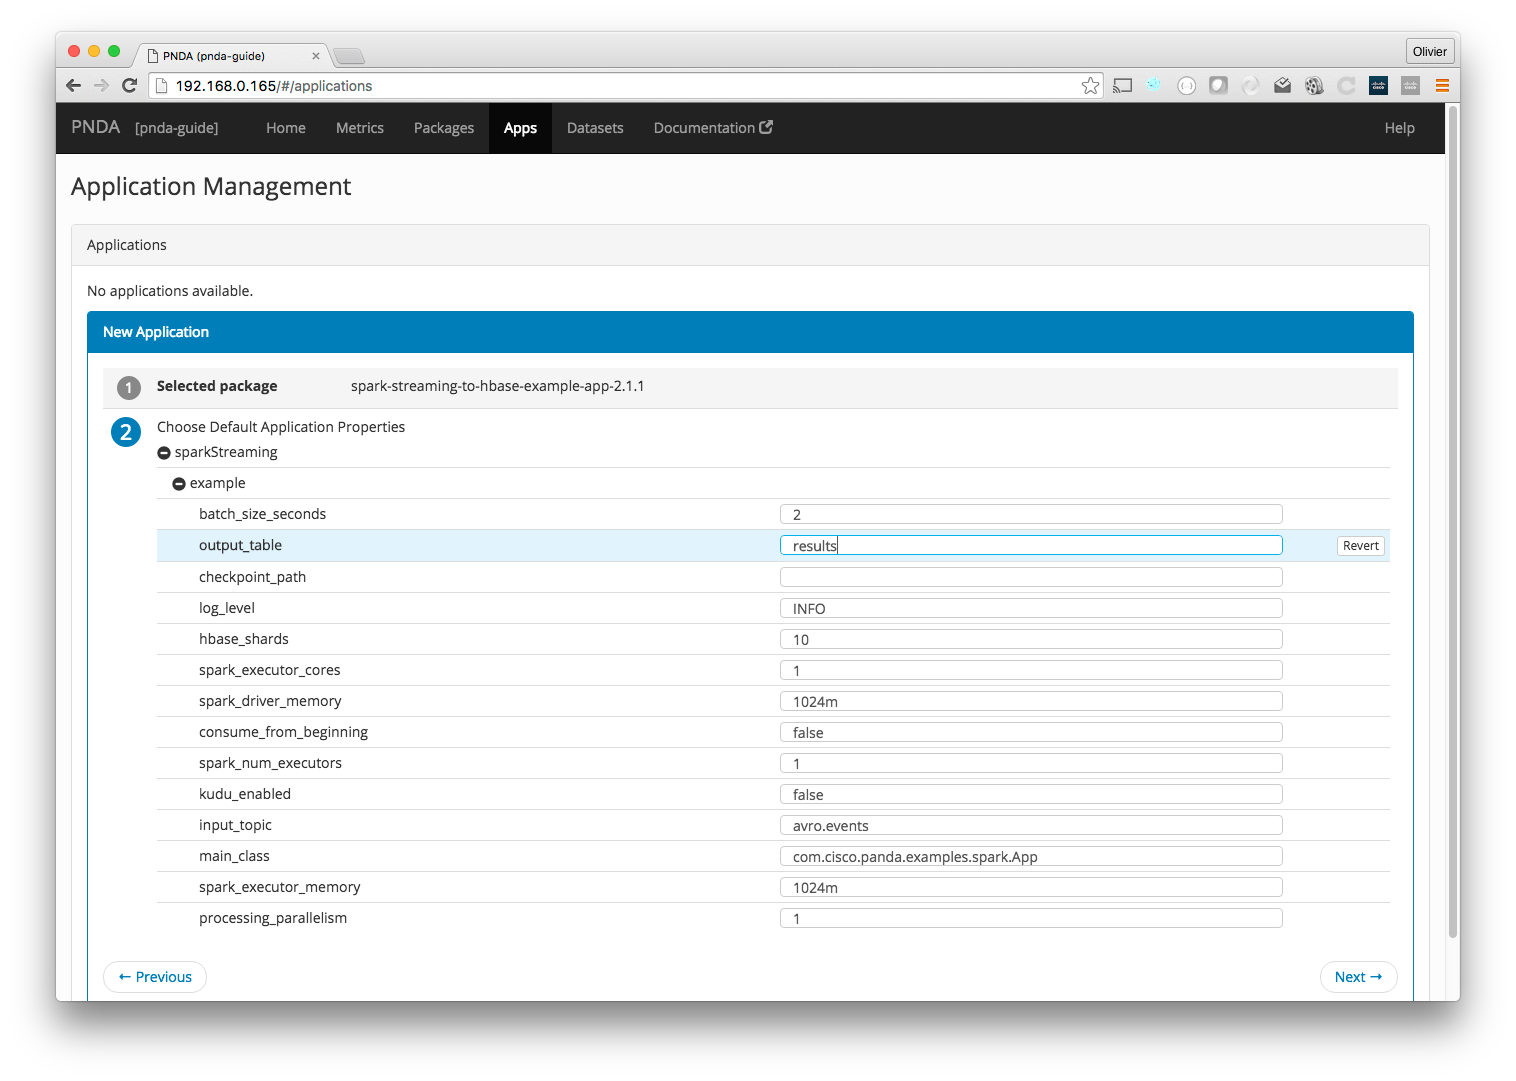 PNDA (pnda-guide)
Olivier
192.168.0.165/#/applications
PNDA [pnda-guide] Home Metrics Packages Apps Datasets Documentation Help
Application Management
Applications
No applications available.
New Application
1 Selected package spark-streaming-to-hbase-example-app-2.1.1
2 Choose Default Application Properties
sparkStreaming
example
batch_size_seconds 2
output_table results Revert
checkpoint_path
log_level INFO
hbase_shards 10
spark_executor_cores 1
spark_driver_memory 1024m
consume_from_beginning false
spark_num_executors 1
kudu_enabled false
input_topic avro.events
main_class com.cisco.panda.examples.spark.App
spark_executor_memory 1024m
processing_parallelism 1
← Previous Next →